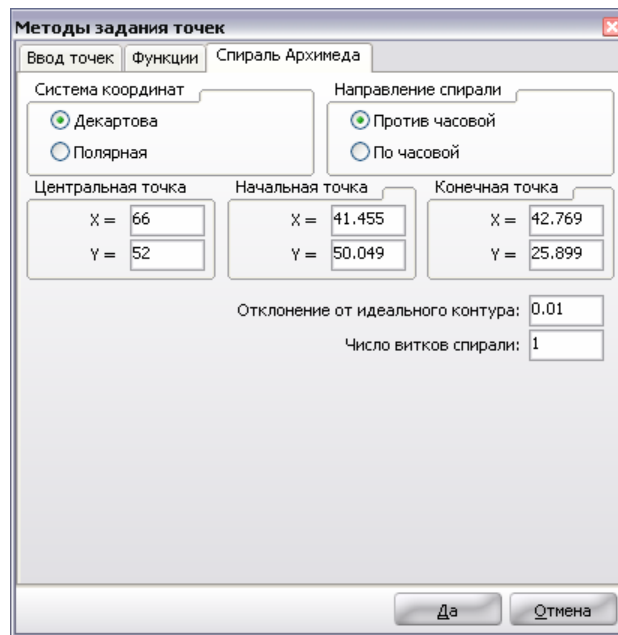 Методы задания точек
Ввод точек Функции Спираль Архимеда
Система координат Направление спирали
Декартова Против часовой
Полярная По часовой
Центральная точка Начальная точка Конечная точка
X = 66 X = 41.455 X = 42.769
Y = 52 Y = 50.049 Y = 25.899
Отклонение от идеального контура: 0.01
Число витков спирали: 1
Да Отмена